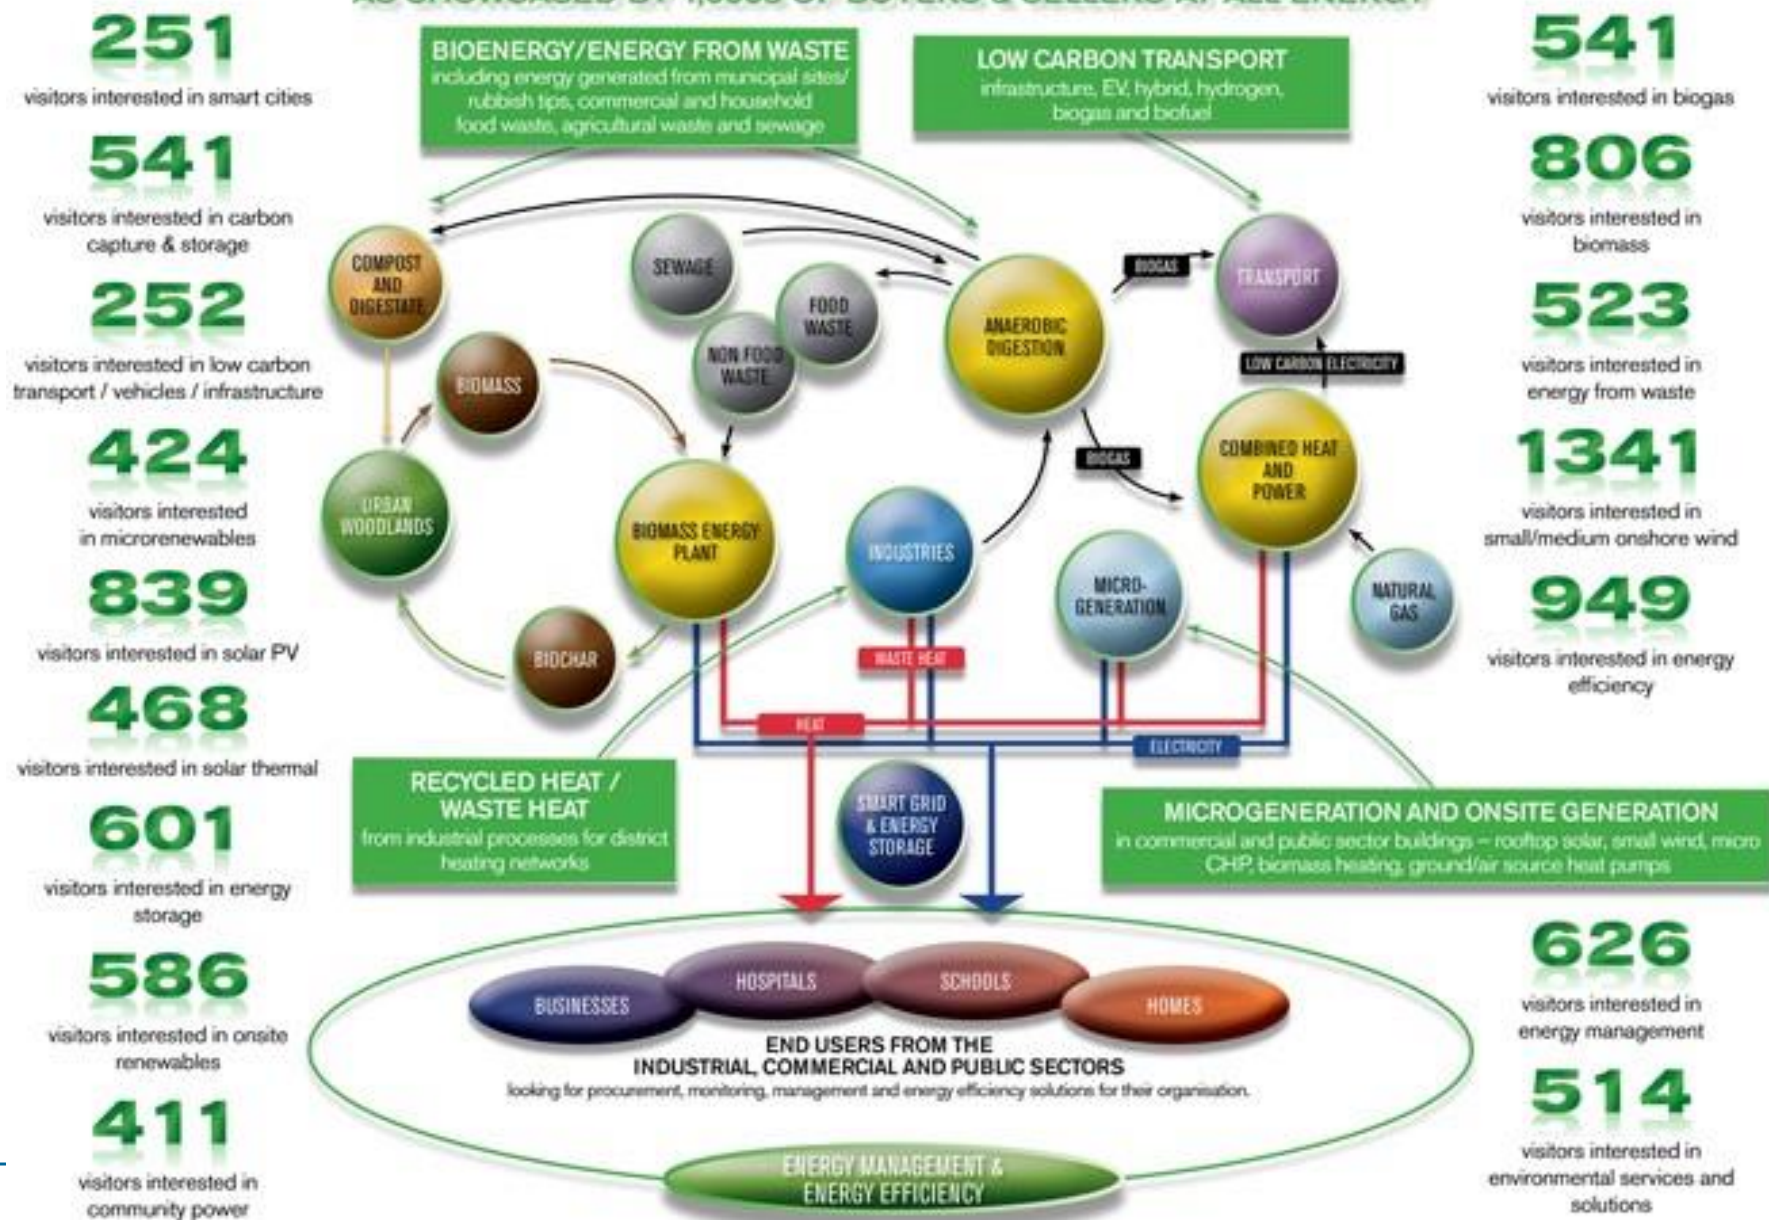 AS SHOWCASED BY 1,000S OF BUYERS & SELLERS AT ALL ENERGY
251
visitors interested in smart cities
541
visitors interested in carbon
capture & storage
252
visitors interested in low carbon
transport / vehicles / infrastructure
424
visitors interested
in microrenewables
839
visitors interested in solar PV
468
visitors interested in solar thermal
601
visitors interested in energy
storage
586
visitors interested in onsite
renewables
411
visitors interested in
community power
BIOENERGY/ENERGY FROM WASTE
including energy generated from municipal sites/
rubbish tips, commercial and household
food waste, agricultural waste and sewage
LOW CARBON TRANSPORT
infrastructure, EV, hybrid, hydrogen,
biogas and biofuel
COMPOST
AND
DIGESTATE
SEWAGE
FOOD
WASTE
NON FOOD
WASTE
BIOMASS
ANAEROBIC
DIGESTION
BIOGAS
TRANSPORT
LOW CARBON ELECTRICITY
BIOGAS
COMBINED HEAT
AND
POWER
URBAN
WOODLANDS
BIOMASS ENERGY
PLANT
INDUSTRIES
MICRO-
GENERATION
NATURAL
GAS
BIOCHAR
WASTE HEAT
HEAT
ELECTRICITY
RECYCLED HEAT /
WASTE HEAT
from industrial processes for district
heating networks
SMART GRID
& ENERGY
STORAGE
MICROGENERATION AND ONSITE GENERATION
in commercial and public sector buildings – rooftop solar, small wind, micro
CHP, biomass heating, ground/air source heat pumps
BUSINESSES
HOSPITALS
SCHOOLS
HOMES
END USERS FROM THE
INDUSTRIAL, COMMERCIAL AND PUBLIC SECTORS
looking for procurement, monitoring, management and energy efficiency solutions for their organisation.
ENERGY MANAGEMENT &
ENERGY EFFICIENCY
541
visitors interested in biogas
806
visitors interested in
biomass
523
visitors interested in
energy from waste
1341
visitors interested in
small/medium onshore wind
949
visitors interested in energy
efficiency
626
visitors interested in
energy management
514
visitors interested in
environmental services and
solutions